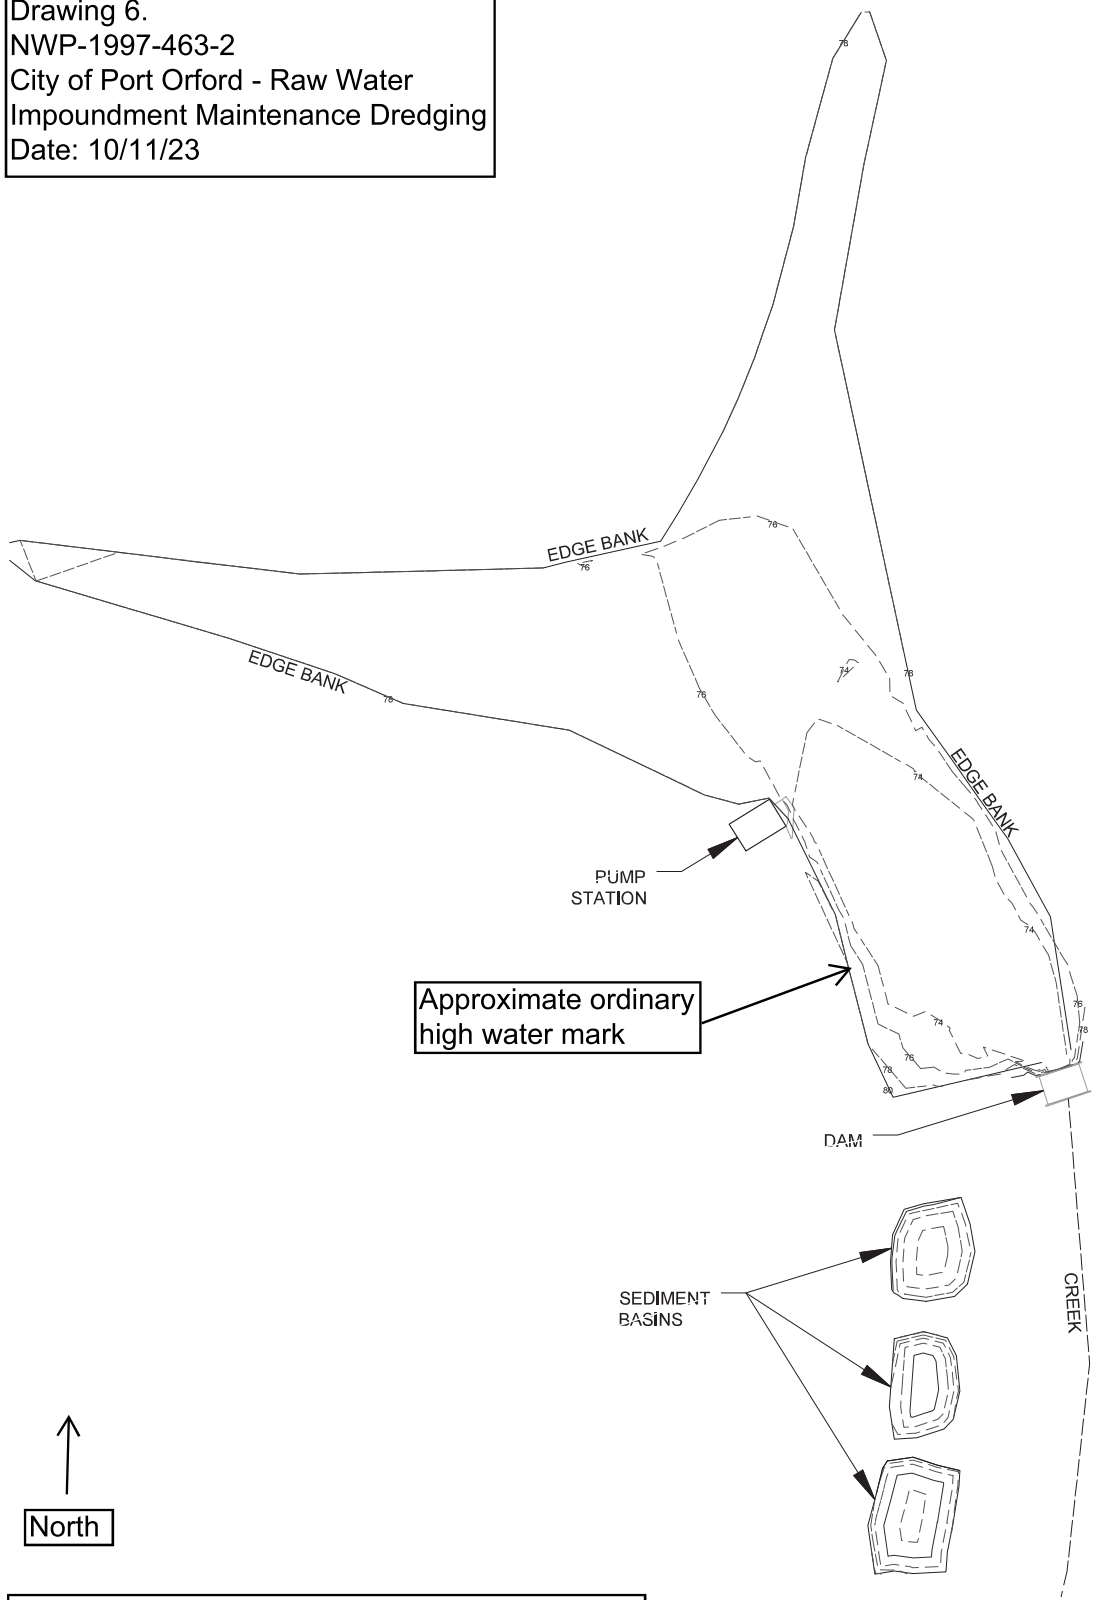 Drawing 6.
NWP-1997-463-2
City of Port Orford - Raw Water
Impoundment Maintenance Dredging
Date: 10/11/23
78
76
EDGE BANK
76
EDGE BANK
78
74
78
76
EDGE BANK
74
PUMP
STATION
74
Approximate ordinary
high water mark
76
74
78
76
78
80
DAM
SEDIMENT
BASINS
CREEK
North